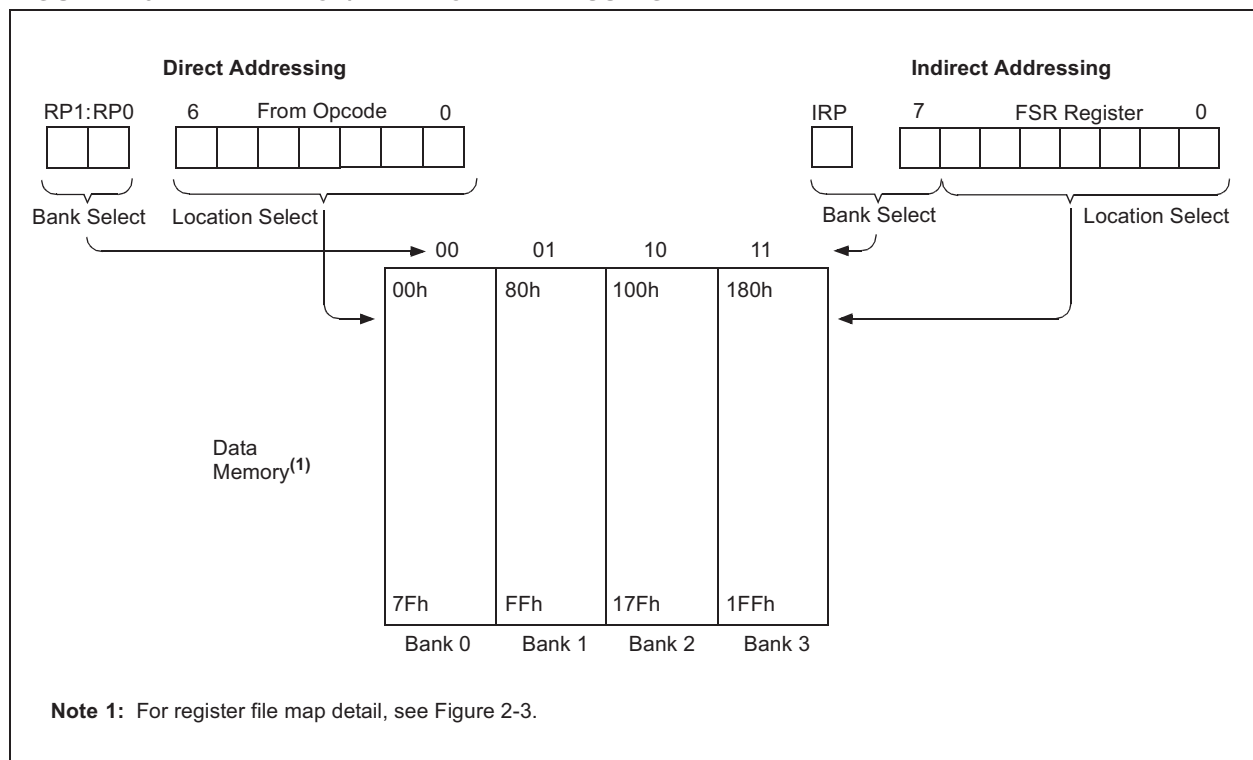 Direct Addressing
Indirect Addressing
RP1:RP0 6 From Opcode 0
IRP 7 FSR Register 0
Bank Select Location Select
Bank Select Location Select
00 01 10 11
00h 80h 100h 180h
Data
Memory(1)
7Fh FFh 17Fh 1FFh
Bank 0 Bank 1 Bank 2 Bank 3
Note 1: For register file map detail, see Figure 2-3.